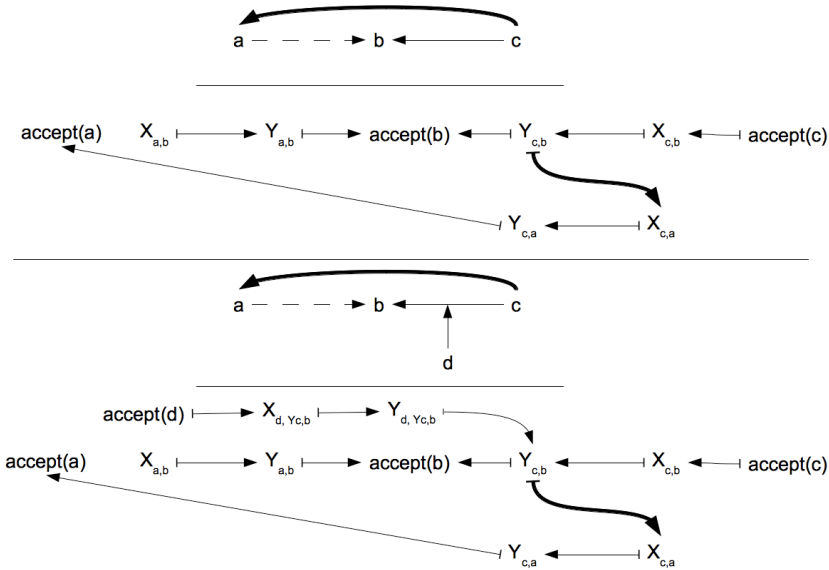 a b c
accept(a) X a,b Y a,b accept(b) Y c,b X c,b accept(c)
Y c,a X c,a
a b c
d
accept(d) X d, Yc,b Y d, Yc,b
accept(a) X a,b Y a,b accept(b) Y c,b X c,b accept(c)
Y c,a X c,a